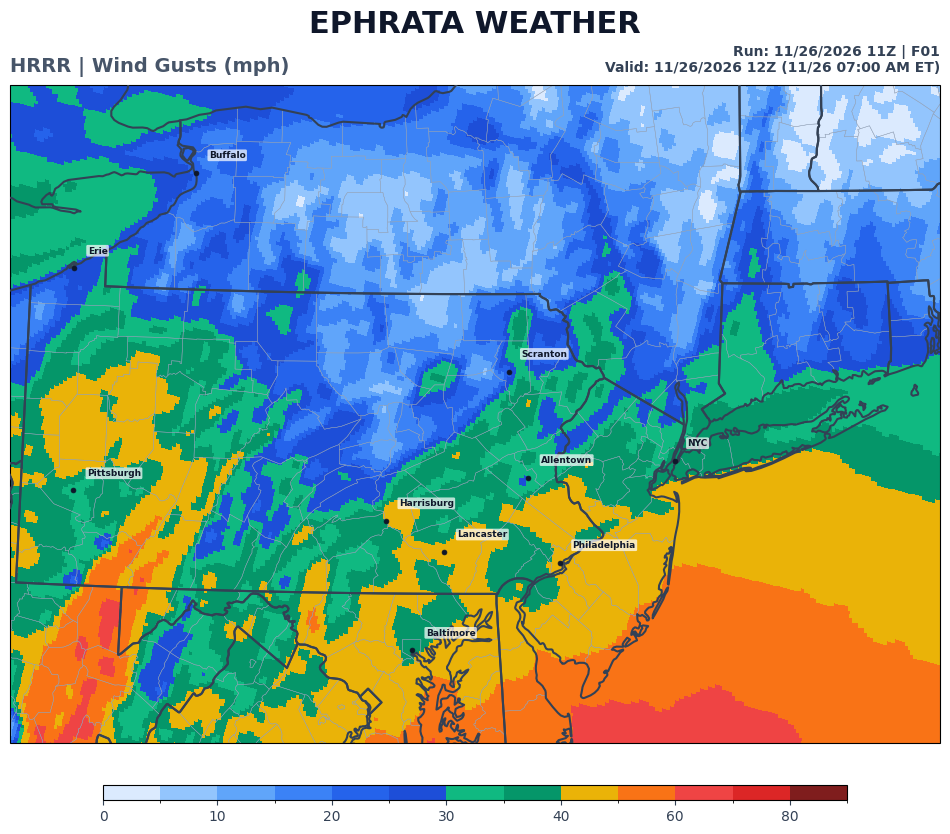 EPHRATA WEATHER
Run: 11/26/2026 11Z | F01
HRRR | Wind Gusts (mph)
Valid: 11/26/2026 12Z (11/26 07:00 AM ET)
Buffalo
Erie
Scranton
NYC
Allentown
Pittsburgh
Harrisburg
Lancaster
Philadelphia
Baltimore
0 10 20 30 40 50 60 70 80